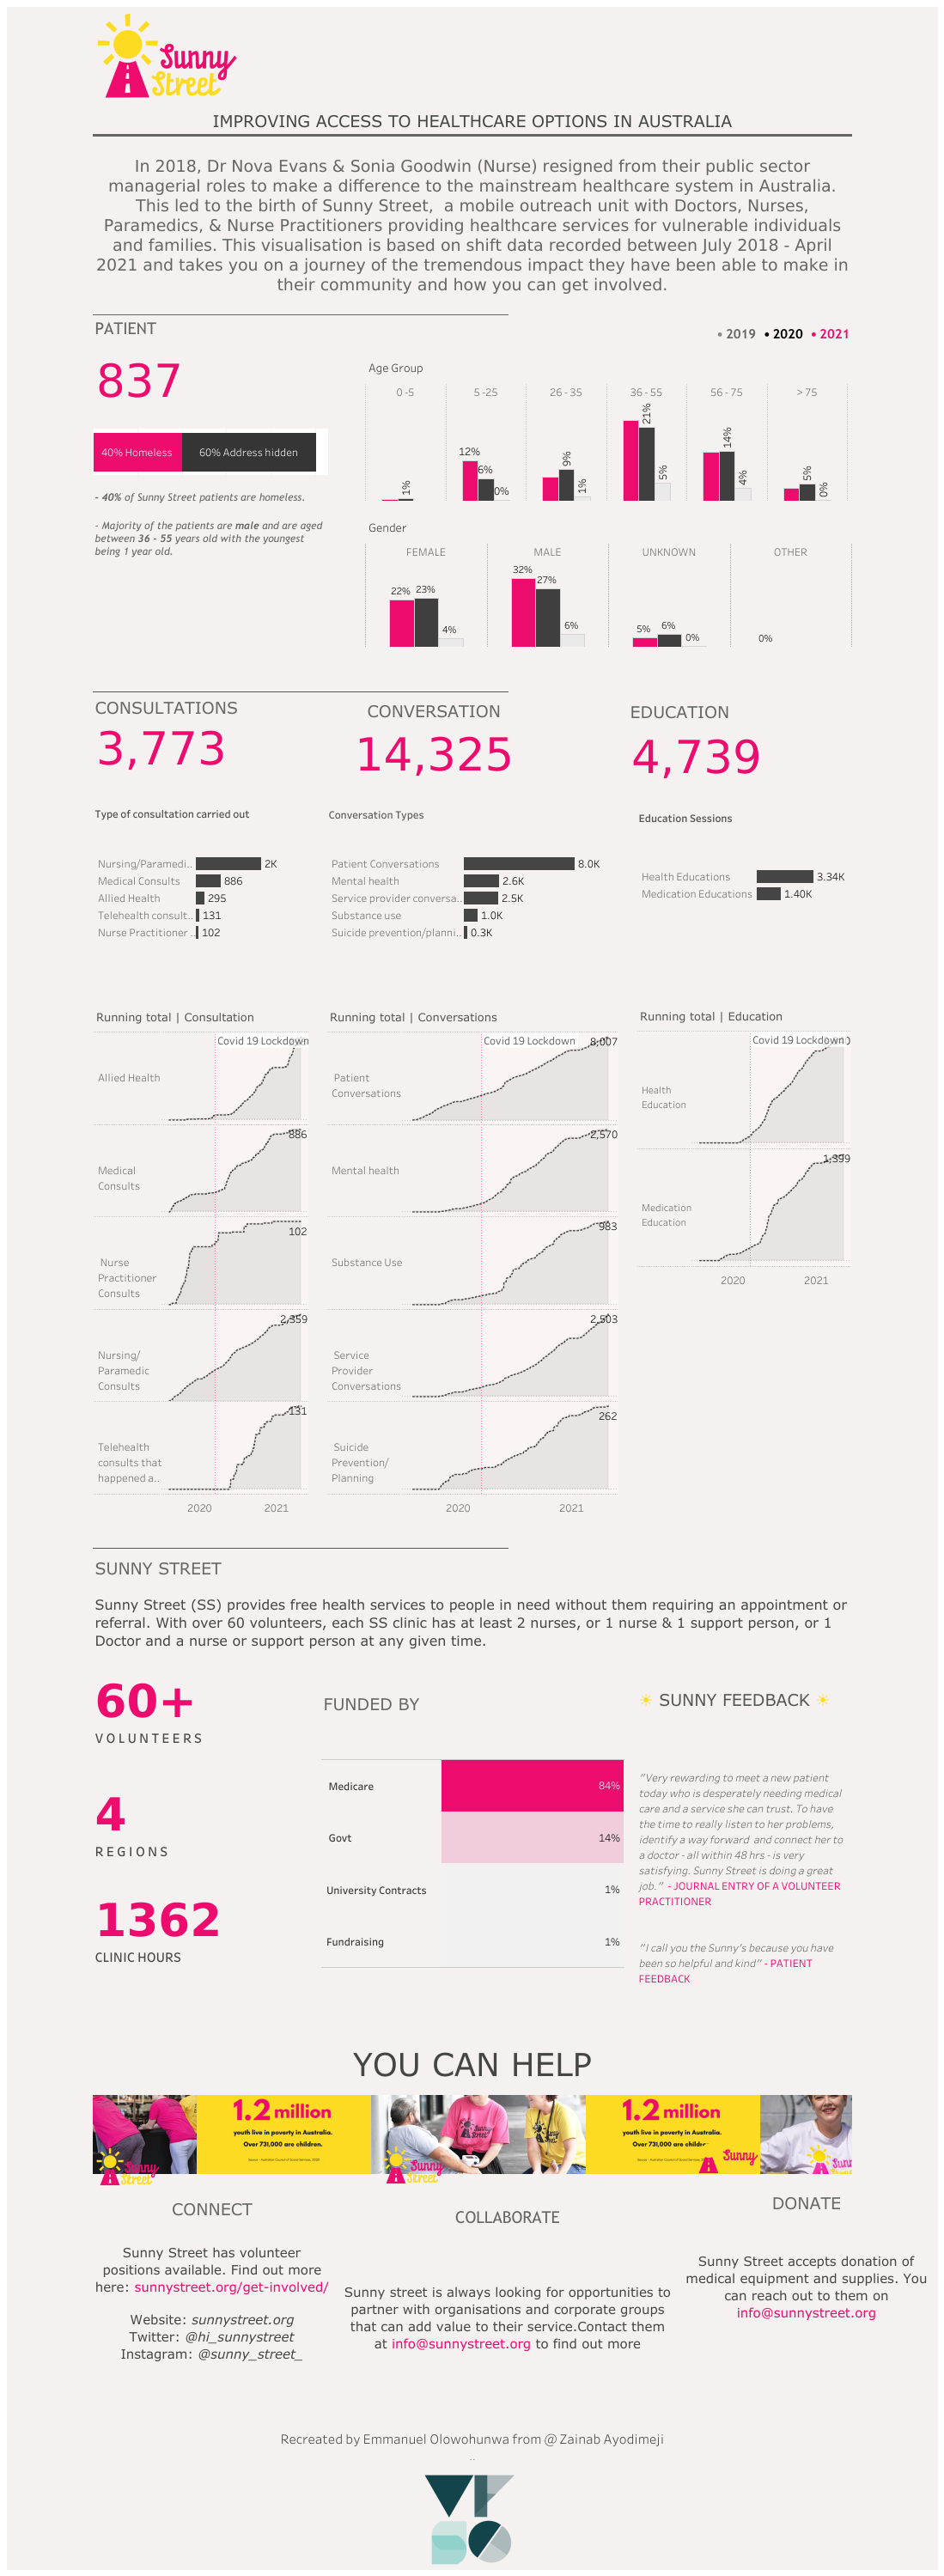 Sunny
Street
IMPROVING ACCESS TO HEALTHCARE OPTIONS IN AUSTRALIA
In 2018, Dr Nova Evans & Sonia Goodwin (Nurse) resigned from their public sector
managerial roles to make a difference to the mainstream healthcare system in Australia.
This led to the birth of Sunny Street, a mobile outreach unit with Doctors, Nurses,
Paramedics, & Nurse Practitioners providing healthcare services for vulnerable individuals
and families. This visualisation is based on shift data recorded between July 2018 - April
2021 and takes you on a journey of the tremendous impact they have been able to make in
their community and how you can get involved.
PATIENT
• 2019 • 2020 • 2021
837
40% Homeless 60% Address hidden
- 40% of Sunny Street patients are homeless.
- Majority of the patients are male and are aged
between 36 - 55 years old with the youngest
being 1 year old.
Age Group
0 -5 5 -25 26 - 35 36 - 55 56 - 75 > 75
1% 12% 6% 0% 9% 1% 21% 5% 14% 4% 5% 0%
Gender
FEMALE MALE UNKNOWN OTHER
22% 23% 4% 32% 27% 6% 5% 6% 0% 0%
CONSULTATIONS
3,773
Type of consultation carried out
Nursing/Paramedi.. 2K
Medical Consults 886
Allied Health 295
Telehealth consult.. 131
Nurse Practitioner .. 102
CONVERSATION
14,325
Conversation Types
Patient Conversations 8.0K
Mental health 2.6K
Service provider conversa.. 2.5K
Substance use 1.0K
Suicide prevention/planni.. 0.3K
EDUCATION
4,739
Education Sessions
Health Educations 3.34K
Medication Educations 1.40K
Running total | Consultation
Covid 19 Lockdown
Allied Health
Medical
Consults
886
Nurse
Practitioner
Consults
102
Nursing/
Paramedic
Consults
2,359
Telehealth
consults that
happened a..
131
2020 2021
Running total | Conversations
Covid 19 Lockdown
8,007
Patient
Conversations
Mental health
2,570
Substance Use
983
Service
Provider
Conversations
2,503
Suicide
Prevention/
Planning
262
2020 2021
Running total | Education
Covid 19 Lockdown
Health
Education
Medication
Education
1,399
2020 2021
SUNNY STREET
Sunny Street (SS) provides free health services to people in need without them requiring an appointment or
referral. With over 60 volunteers, each SS clinic has at least 2 nurses, or 1 nurse & 1 support person, or 1
Doctor and a nurse or support person at any given time.
60+
VOLUNTEERS
4
REGIONS
1362
CLINIC HOURS
FUNDED BY
Medicare 84%
Govt 14%
University Contracts 1%
Fundraising 1%
☀ SUNNY FEEDBACK ☀
"Very rewarding to meet a new patient
today who is desperately needing medical
care and a service she can trust. To have
the time to really listen to her problems,
identify a way forward and connect her to
a doctor - all within 48 hrs - is very
satisfying. Sunny Street is doing a great
job." - JOURNAL ENTRY OF A VOLUNTEER
PRACTITIONER
"I call you the Sunny's because you have
been so helpful and kind" - PATIENT
FEEDBACK
YOU CAN HELP
1.2 million
youth live in poverty in Australia.
Over 731,000 are children.
Sunny
Street
Sunny
Street
1.2 million
youth live in poverty in Australia.
Over 731,000 are childr
Sunny
CONNECT
Sunny Street has volunteer
positions available. Find out more
here: sunnystreet.org/get-involved/
Website: sunnystreet.org
Twitter: @hi_sunnystreet
Instagram: @sunny_street_
COLLABORATE
Sunny street is always looking for opportunities to
partner with organisations and corporate groups
that can add value to their service.Contact them
at info@sunnystreet.org to find out more
DONATE
Sunny Street accepts donation of
medical equipment and supplies. You
can reach out to them on
info@sunnystreet.org
Recreated by Emmanuel Olowohunwa from @ Zainab Ayodimeji
..